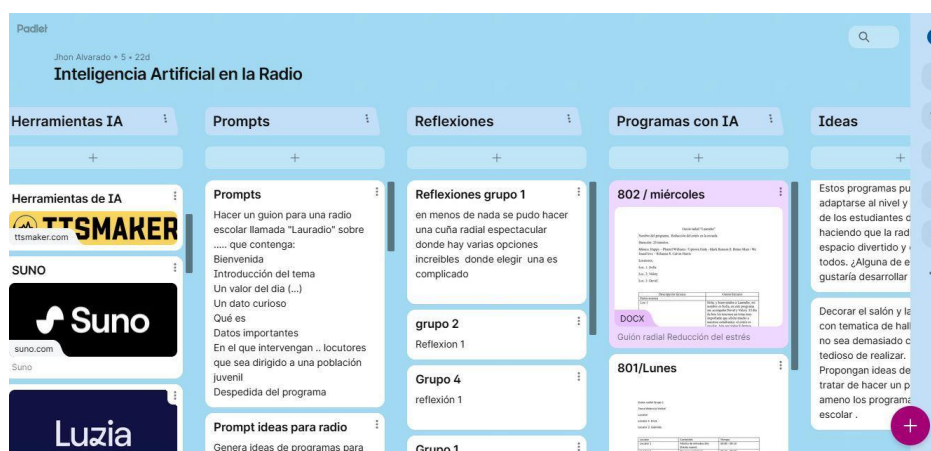 Padlet
Jhon Alvarado + 5 • 22d
Inteligencia Artificial en la Radio
Herramientas IA
Herramientas de IA
TTSMAKER
ttsmaker.com
SUNO
Suno
suno.com
Suno
Luzia
Prompts
Prompts
Hacer un guion para una radio
escolar llamada "Lauradio" sobre
..... que contenga:
Bienvenida
Introducción del tema
Un valor del dia (...)
Un dato curioso
Qué es
Datos importantes
En el que intervengan .. locutores
que sea dirigido a una población
juvenil
Despedida del programa
Prompt ideas para radio
Genera ideas de programas para
Reflexiones
Reflexiones grupo 1
en menos de nada se pudo hacer
una cuña radial espectacular
donde hay varias opciones
increibles donde elegir una es
complicado
grupo 2
Reflexion 1
Grupo 4
reflexión 1
Grupo 1
Programas con IA
802 / miércoles
DOCX
Guión radial Reducción del estrés
801/Lunes
Ideas
Estos programas pu
adaptarse al nivel y
de los estudiantes d
haciendo que la rad
espacio divertido y
todos. ¿Alguna de e
gustaría desarrollar
Decorar el salón y la
con tematica de hal
no sea demasiado c
tedioso de realizar.
Propongan ideas de
tratar de hacer un p
ameno los programa
escolar .